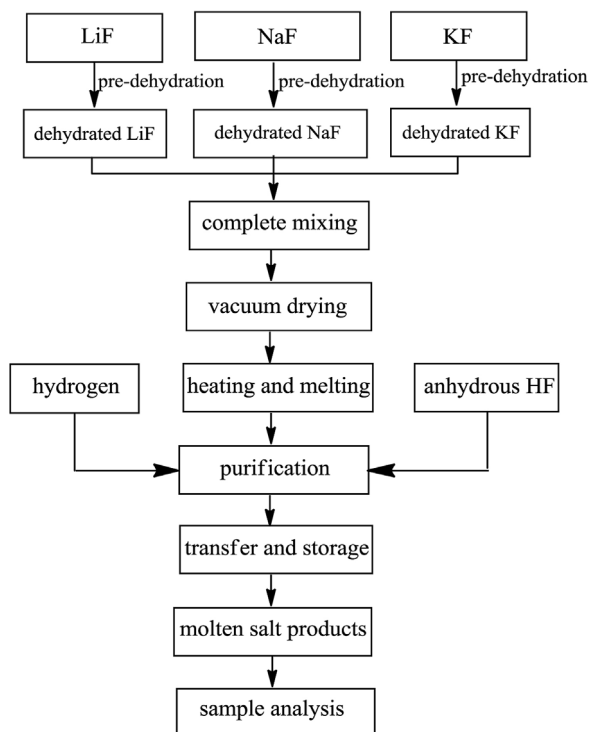 LiF
NaF
KF
pre-dehydration
pre-dehydration
pre-dehydration
dehydrated LiF
dehydrated NaF
dehydrated KF
complete mixing
vacuum drying
hydrogen
heating and melting
anhydrous HF
purification
transfer and storage
molten salt products
sample analysis